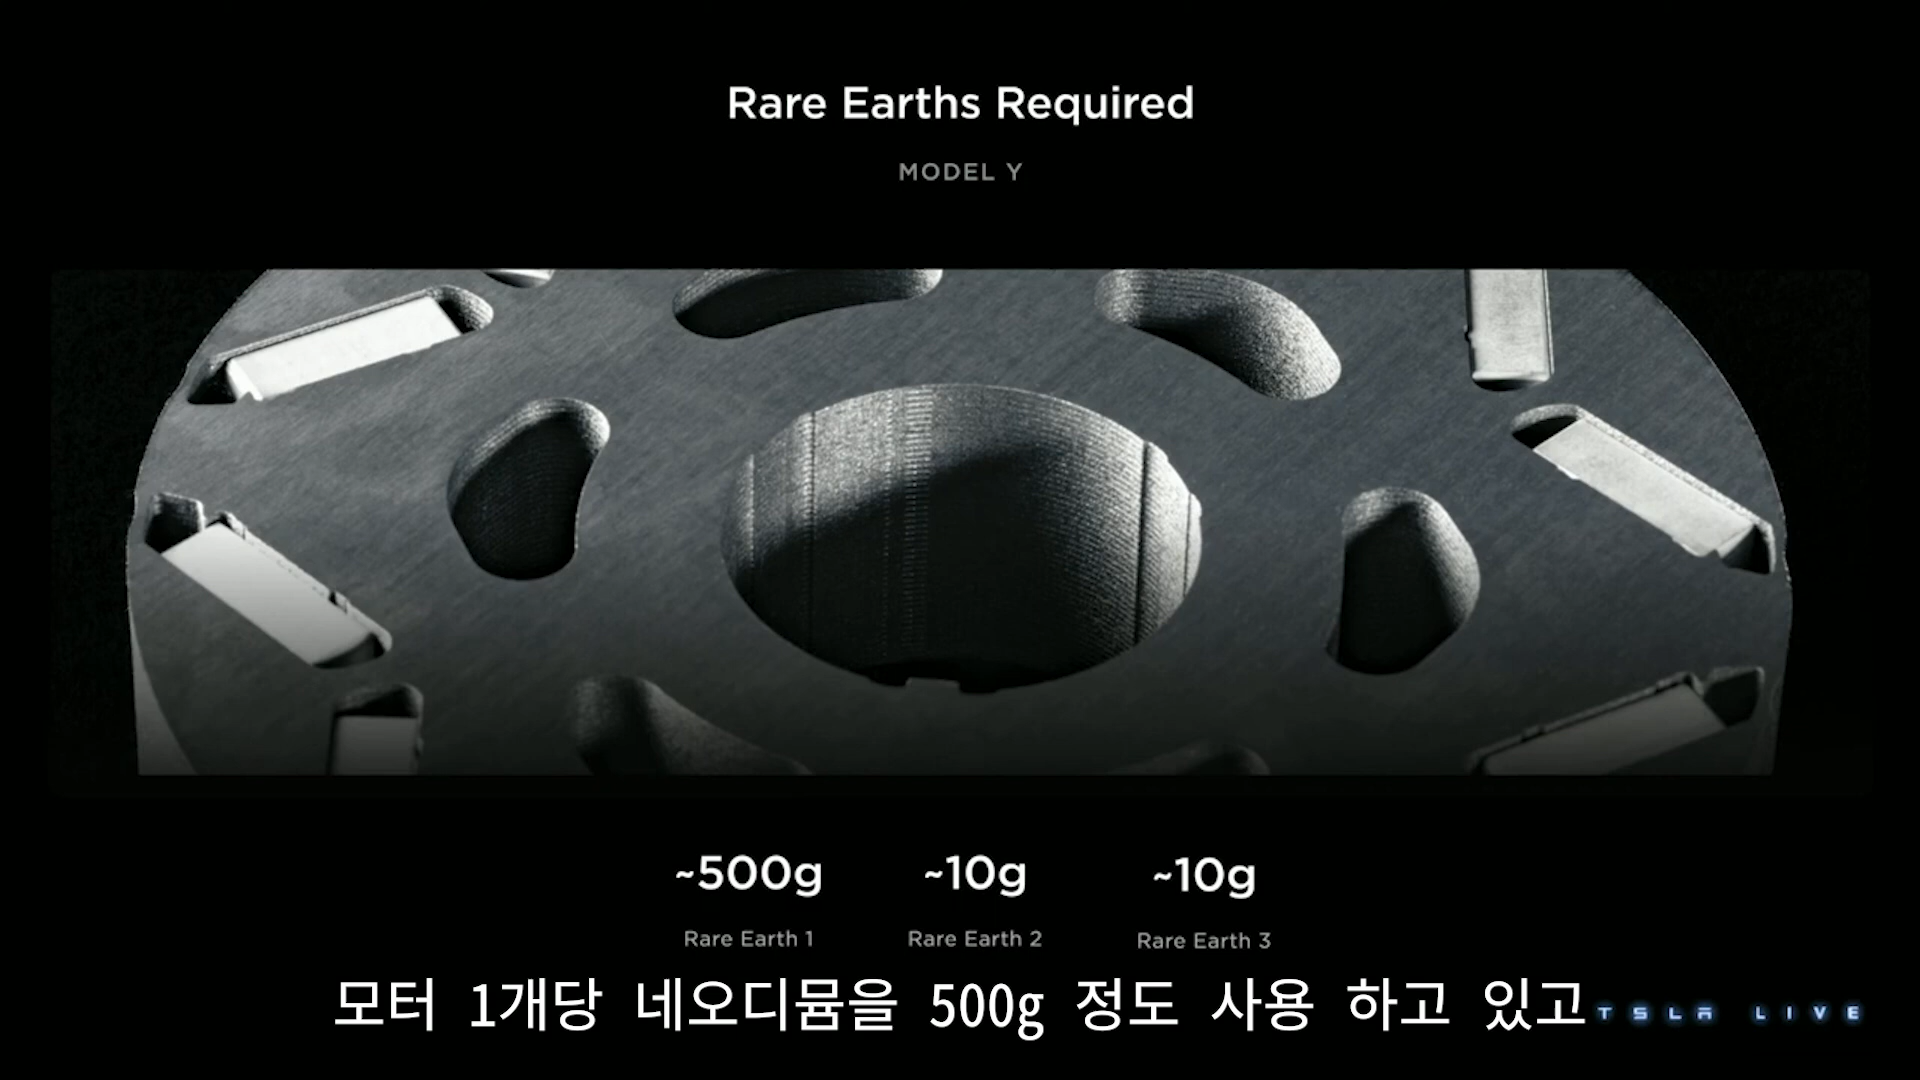 Rare Earths Required
MODEL Y
~500g ~10g ~10g
Rare Earth 1 Rare Earth 2 Rare Earth 3
모터 1개당 네오디뮴을 500g 정도 사용 하고 있고
TSLA LIVE